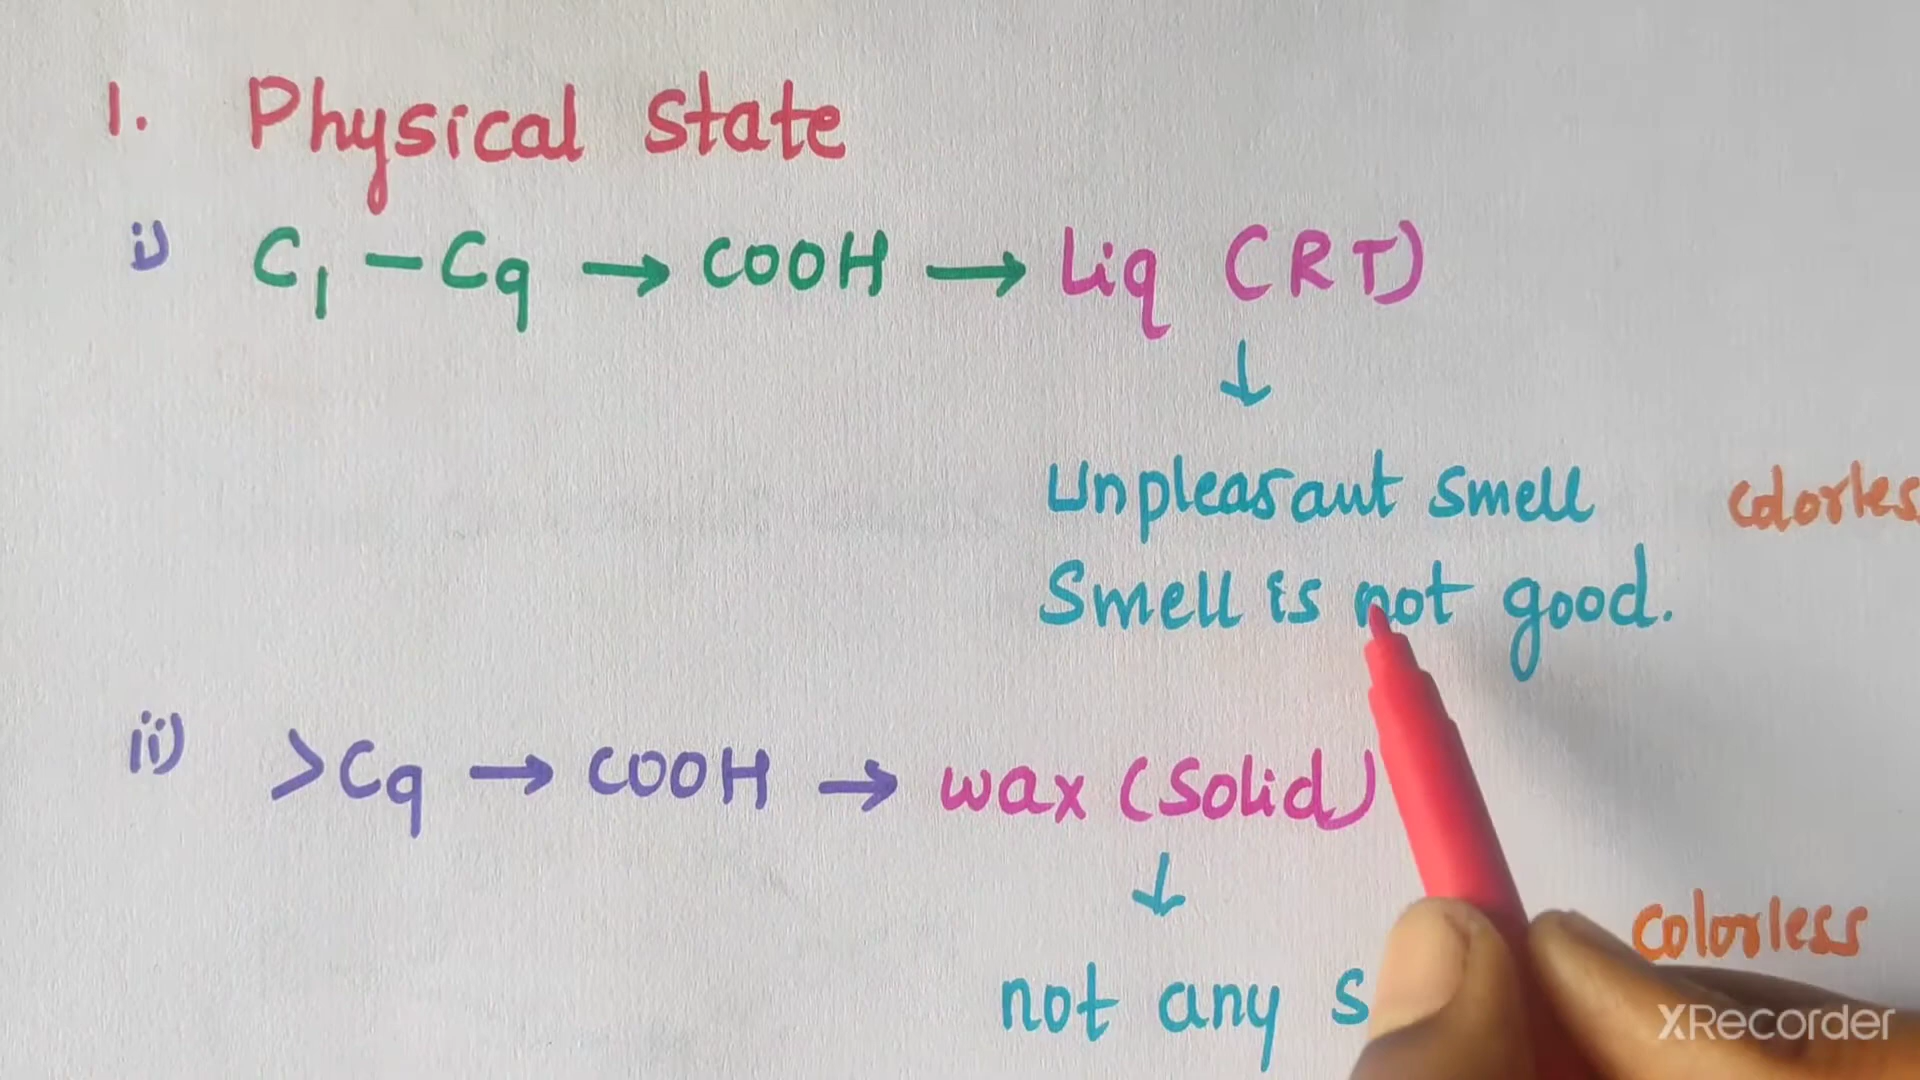 1. Physical State
i) C₁ – C₉ → COOH → Liq (RT)
↓
Unpleasant smell colorles
Smell is not good.
ii) >C₉ → COOH → wax (Solid)
↓
colorless
not any s
XRecorder